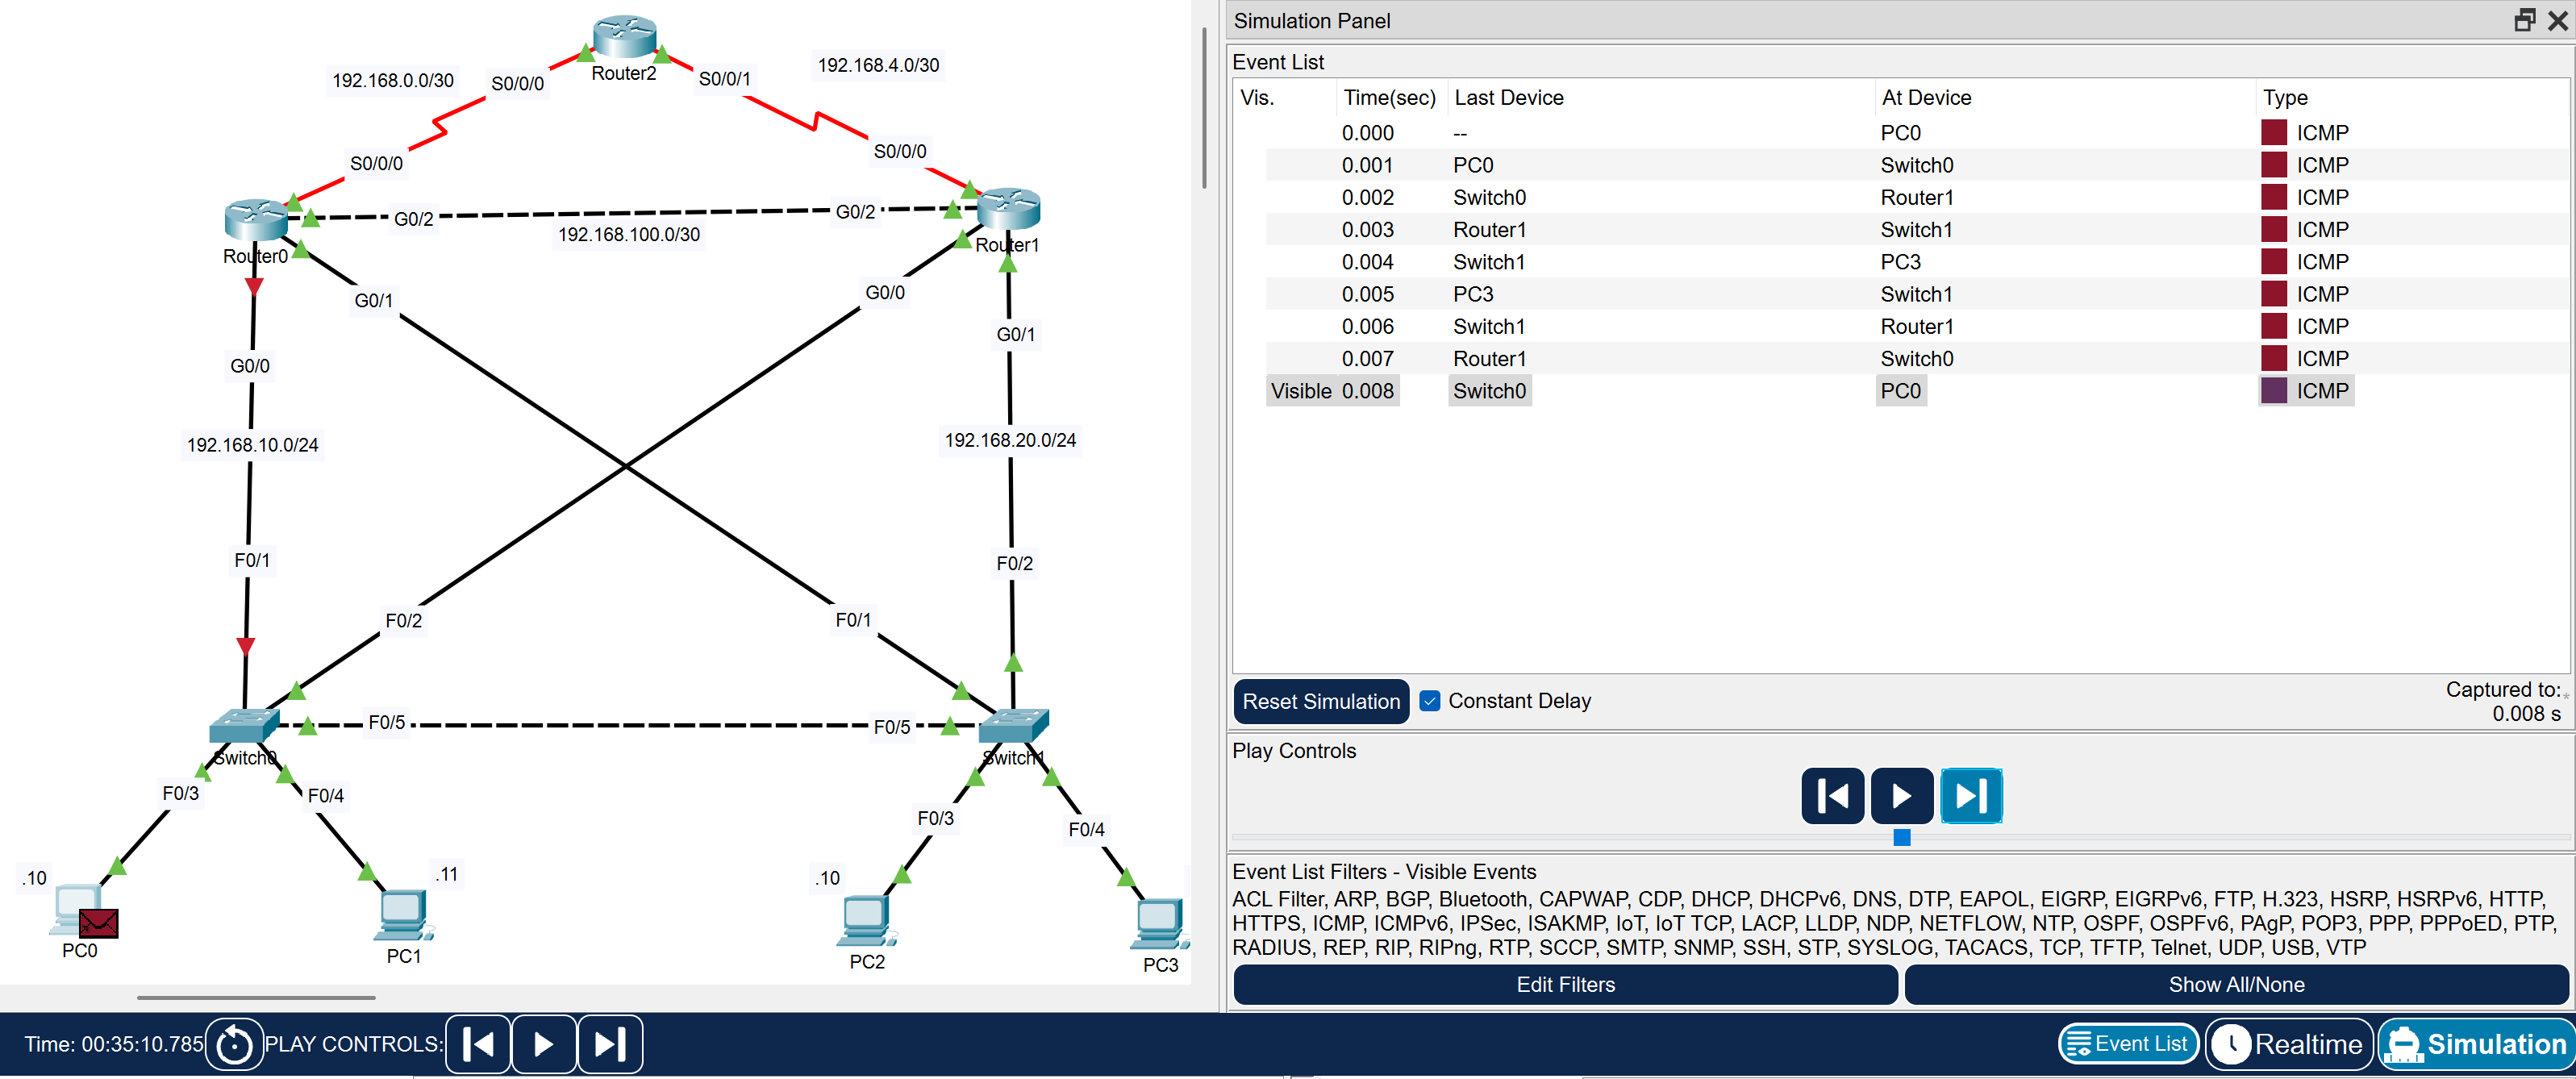 Router2
192.168.0.0/30
S0/0/0
S0/0/1
192.168.4.0/30
S0/0/0
S0/0/0
G0/2
G0/2
192.168.100.0/30
Router0
Router1
G0/1
G0/0
G0/0
G0/1
192.168.10.0/24
192.168.20.0/24
F0/1
F0/2
F0/2
F0/1
F0/5
F0/5
Switch0
Switch1
F0/3
F0/4
F0/3
F0/4
.10
.11
.10
PC0
PC1
PC2
PC3
Simulation Panel
Event List
Vis. Time(sec) Last Device At Device Type
0.000 -- PC0 ICMP
0.001 PC0 Switch0 ICMP
0.002 Switch0 Router1 ICMP
0.003 Router1 Switch1 ICMP
0.004 Switch1 PC3 ICMP
0.005 PC3 Switch1 ICMP
0.006 Switch1 Router1 ICMP
0.007 Router1 Switch0 ICMP
Visible 0.008 Switch0 PC0 ICMP
Reset Simulation Constant Delay
Captured to:*
0.008 s
Play Controls
Event List Filters - Visible Events
ACL Filter, ARP, BGP, Bluetooth, CAPWAP, CDP, DHCP, DHCPv6, DNS, DTP, EAPOL, EIGRP, EIGRPv6, FTP, H.323, HSRP, HSRPv6, HTTP,
HTTPS, ICMP, ICMPv6, IPSec, ISAKMP, IoT, IoT TCP, LACP, LLDP, NDP, NETFLOW, NTP, OSPF, OSPFv6, PAgP, POP3, PPP, PPPoED, PTP,
RADIUS, REP, RIP, RIPng, RTP, SCCP, SMTP, SNMP, SSH, STP, SYSLOG, TACACS, TCP, TFTP, Telnet, UDP, USB, VTP
Edit Filters
Show All/None
Time: 00:35:10.785 PLAY CONTROLS:
Event List
Realtime
Simulation